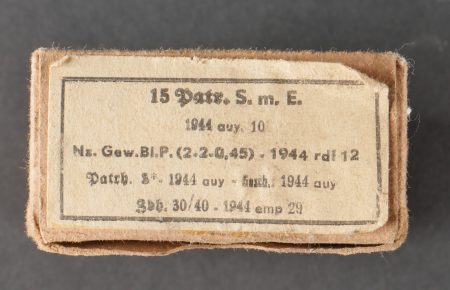 15 Patr. S. m. E.
1944 auy. 10
Nz. Gew. Bl. P. (2·2·0,45) - 1944 rdf 12
Patrh. S* - 1944 auy - Gesch. 1944 auy
Zdh. 30/40 - 1944 emp 29